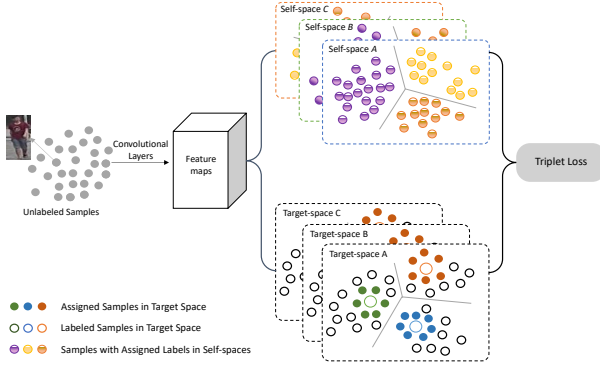 Self-space C
Self-space B
Self-space A
Convolutional
Layers
Feature
maps
Unlabeled Samples
Triplet Loss
Target-space C
Target-space B
Target-space A
Assigned Samples in Target Space
Labeled Samples in Target Space
Samples with Assigned Labels in Self-spaces